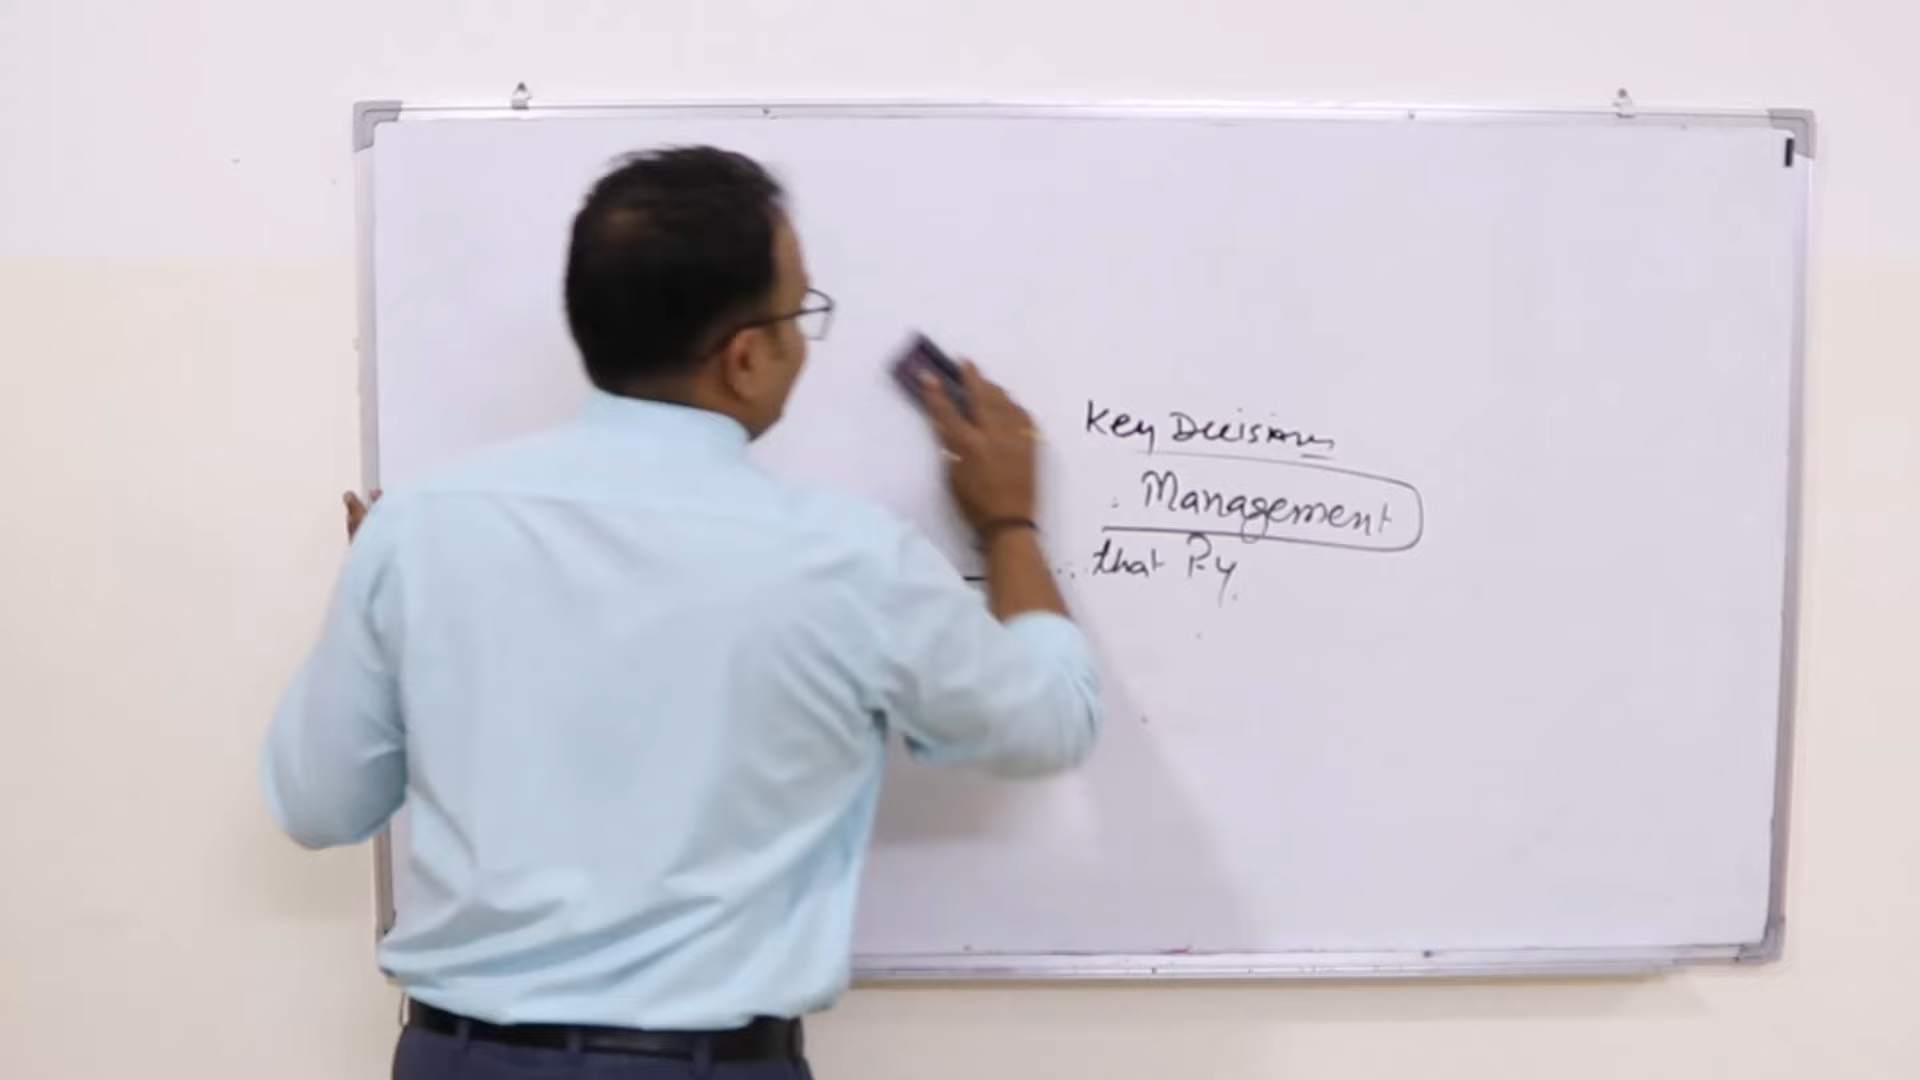 Key Decisions
Management
that P.y.